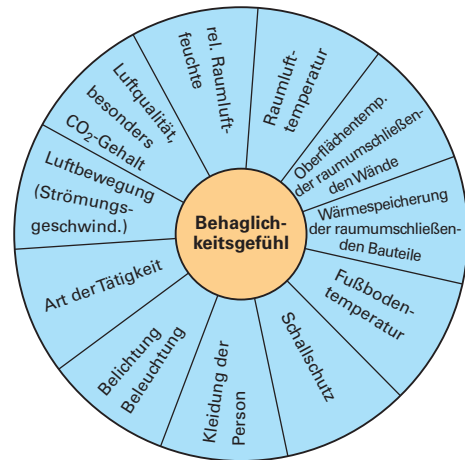 Behaglich-
keitsgefühl
rel. Raumluft-
feuchte
Raumluft-
temperatur
Oberflächentemp.
der raumumschließen-
den Wände
Wärmespeicherung
der raumumschließen-
den Bauteile
Fußboden-
temperatur
Schallschutz
Kleidung der
Person
Belichtung
Beleuchtung
Art der Tätigkeit
Luftbewegung
(Strömungs-
geschwind.)
Luftqualität,
besonders
CO₂-Gehalt